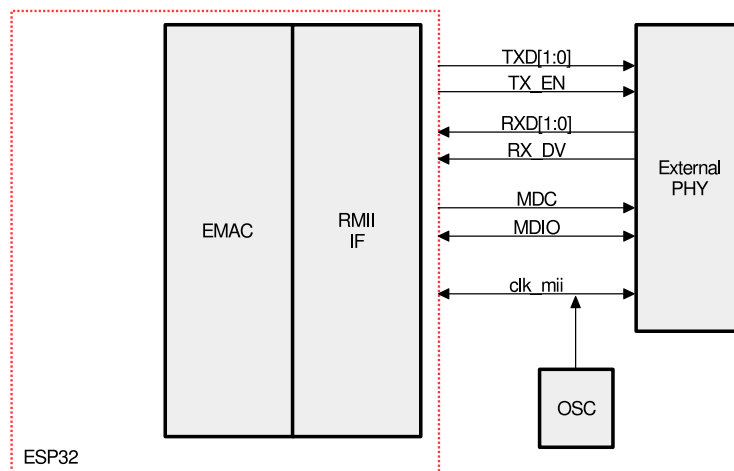 TXD[1:0]
TX_EN
RXD[1:0]
RX_DV
MDC
MDIO
clk_mii
EMAC
RMII
IF
External
PHY
OSC
ESP32